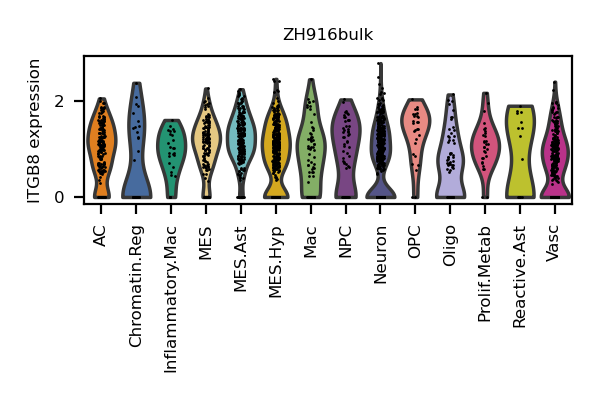 ZH916bulk
ITGB8 expression
2
0
AC
Chromatin.Reg
Inflammatory.Mac
MES
MES.Ast
MES.Hyp
Mac
NPC
Neuron
OPC
Oligo
Prolif.Metab
Reactive.Ast
Vasc